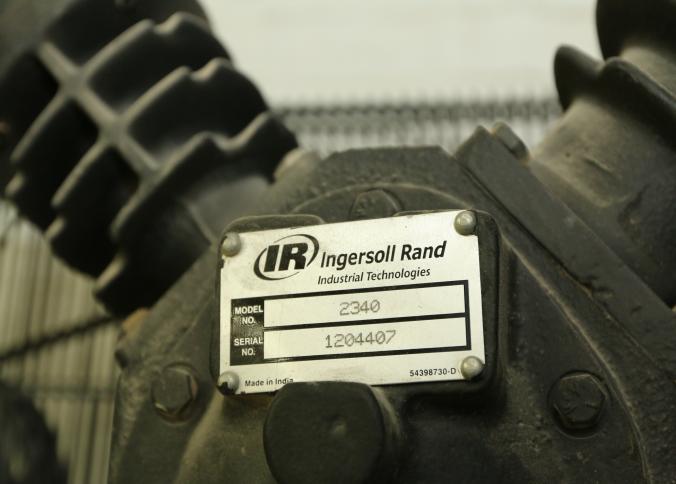 IR Ingersoll Rand
Industrial Technologies
MODEL NO. 2340
SERIAL NO. 1204407
Made in India 54398730-D